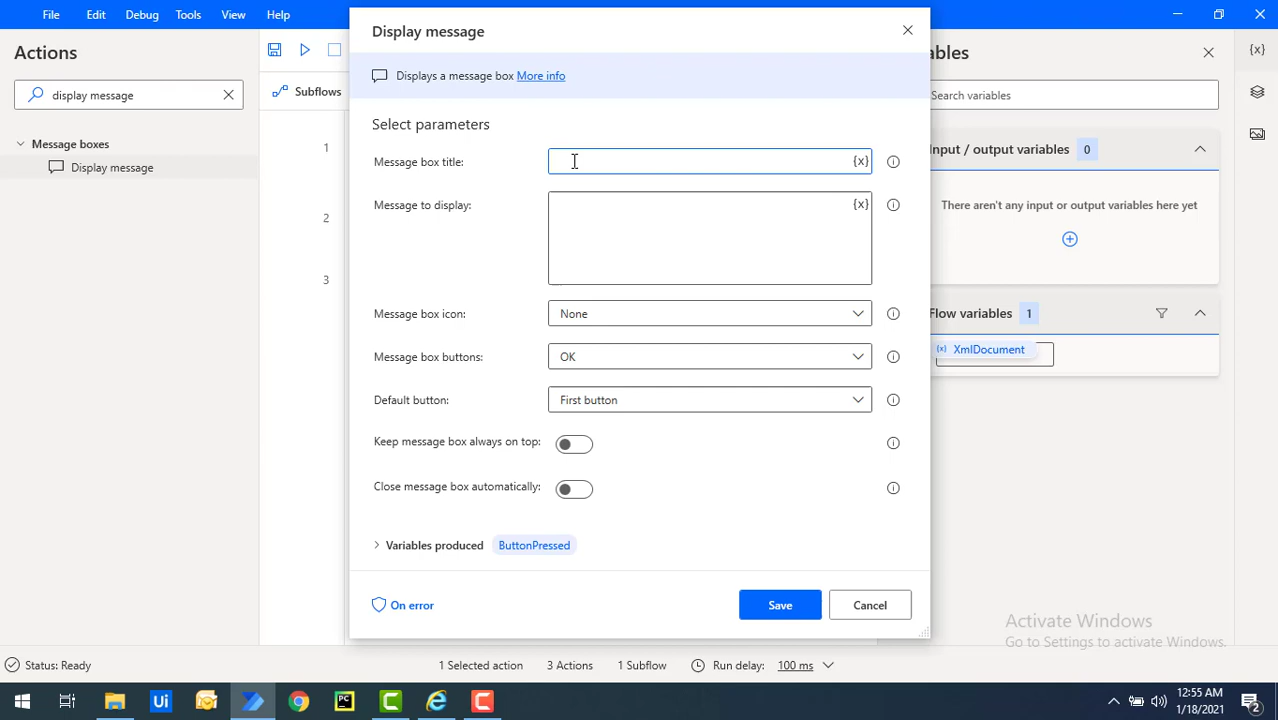 File Edit Debug Tools View Help
Display message
Actions
{x}
display message
Displays a message box More info
Subflows
Message boxes
Display message
1
2
3
Select parameters
Message box title: {x}
Message to display: {x}
Message box icon: None
Message box buttons: OK
Default button: First button
Keep message box always on top:
Close message box automatically:
Variables produced ButtonPressed
On error
Save Cancel
ables
Search variables
Input / output variables 0
There aren't any input or output variables here yet
Flow variables 1
{x} XmlDocument
Activate Windows
Go to Settings to activate Windows.
Status: Ready 1 Selected action 3 Actions 1 Subflow Run delay: 100 ms
Ui PC
12:55 AM
1/18/2021
2